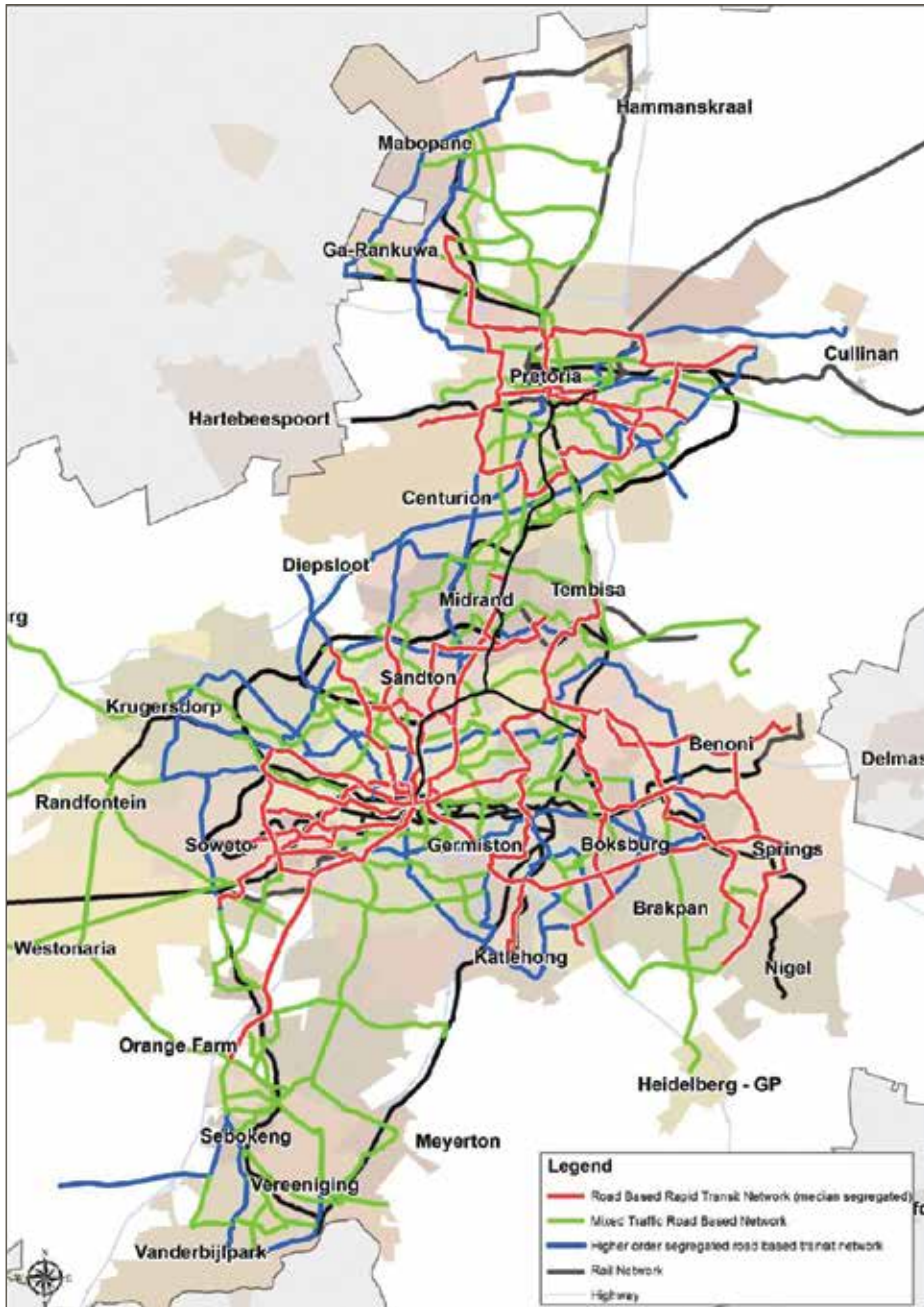 Hammanskraal
Mabopane
Ga-Rankuwa
Cullinan
Pretoria
Hartebeespoort
Centurion
Diepsloot
Tembisa
Midrand
rg
Sandton
Krugersdorp
Benoni
Delmas
Randfontein
Soweto
Germiston
Boksburg
Springs
Brakpan
Westonaria
Katlehong
Nigel
Orange Farm
Heidelberg - GP
Sebokeng
Meyerton
Vereeniging
Vanderbijlpark
Legend
Road Based Rapid Transit Network (median segregated)
Mixed Traffic Road Based Network
Higher order segregated road based transit network
Rail Network
Highway